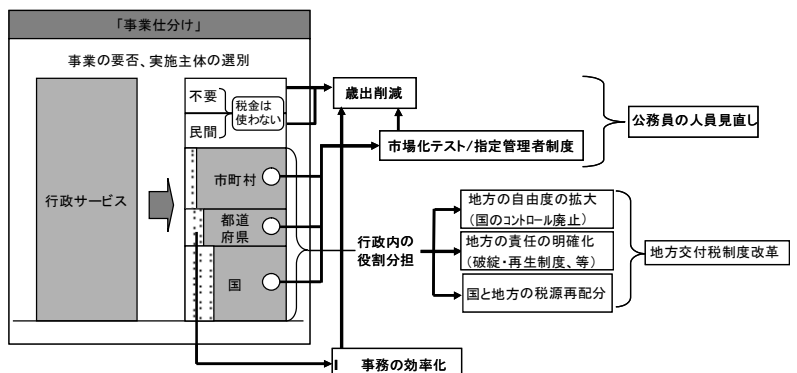 「事業仕分け」
事業の要否、実施主体の選別
行政サービス
不要
民間
税金は
使わない
市町村
都道
府県
国
歳出削減
市場化テスト/指定管理者制度
公務員の人員見直し
行政内の
役割分担
地方の自由度の拡大
(国のコントロール廃止)
地方の責任の明確化
(破綻・再生制度、等)
国と地方の税源再配分
地方交付税制度改革
事務の効率化